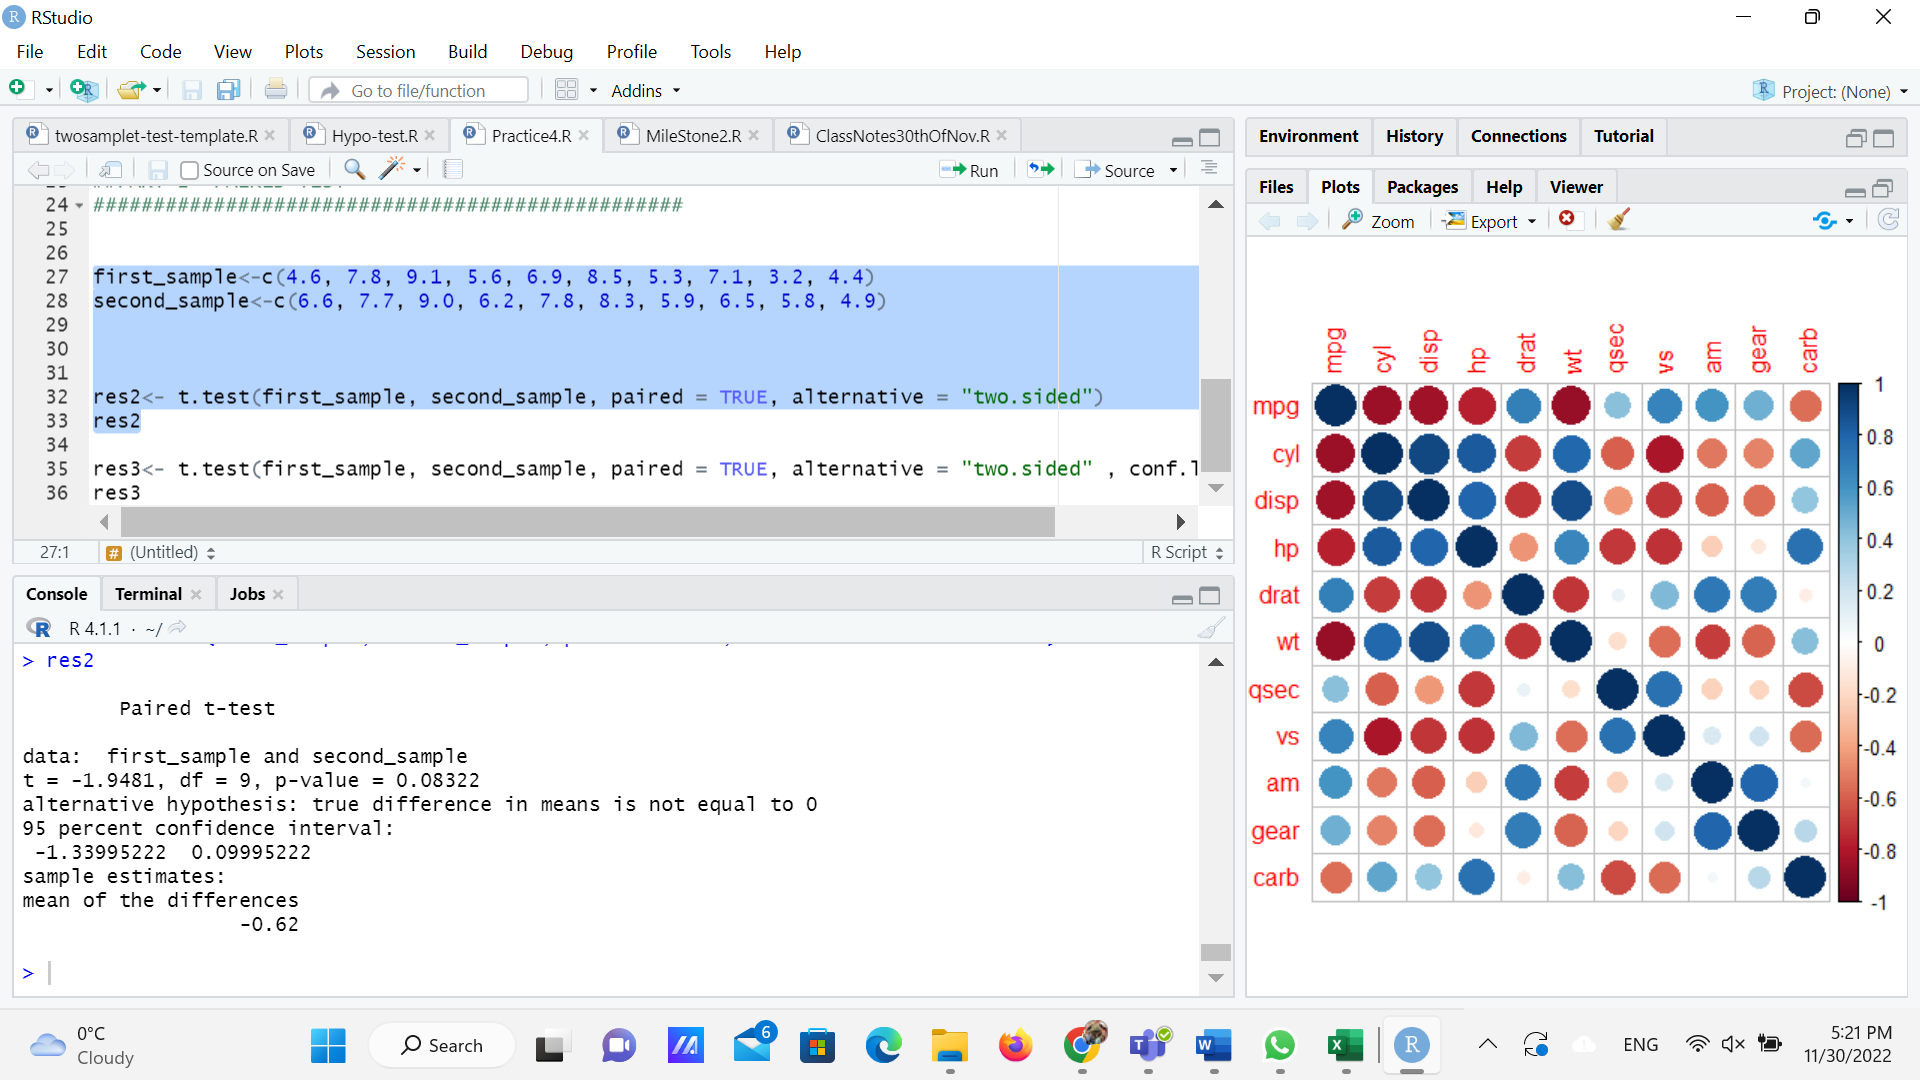 RStudio
File Edit Code View Plots Session Build Debug Profile Tools Help
Go to file/function Addins Project: (None)
twosamplet-test-template.R Hypo-test.R Practice4.R MileStone2.R ClassNotes30thOfNov.R
Source on Save Run Source
24 #################################################
25
26
27 first_sample<-c(4.6, 7.8, 9.1, 5.6, 6.9, 8.5, 5.3, 7.1, 3.2, 4.4)
28 second_sample<-c(6.6, 7.7, 9.0, 6.2, 7.8, 8.3, 5.9, 6.5, 5.8, 4.9)
29
30
31
32 res2<- t.test(first_sample, second_sample, paired = TRUE, alternative = "two.sided")
33 res2
34
35 res3<- t.test(first_sample, second_sample, paired = TRUE, alternative = "two.sided" , conf.l
36 res3
27:1 # (Untitled) R Script
Console Terminal Jobs
R 4.1.1 · ~/
> res2
Paired t-test
data: first_sample and second_sample
t = -1.9481, df = 9, p-value = 0.08322
alternative hypothesis: true difference in means is not equal to 0
95 percent confidence interval:
-1.33995222 0.09995222
sample estimates:
mean of the differences
-0.62
>
Environment History Connections Tutorial
Files Plots Packages Help Viewer
Zoom Export
mpg cyl disp hp drat wt qsec vs am gear carb
mpg
cyl
disp
hp
drat
wt
qsec
vs
am
gear
carb
1
0.8
0.6
0.4
0.2
0
-0.2
-0.4
-0.6
-0.8
-1
0°C
Cloudy
Search
6
ENG
5:21 PM
11/30/2022